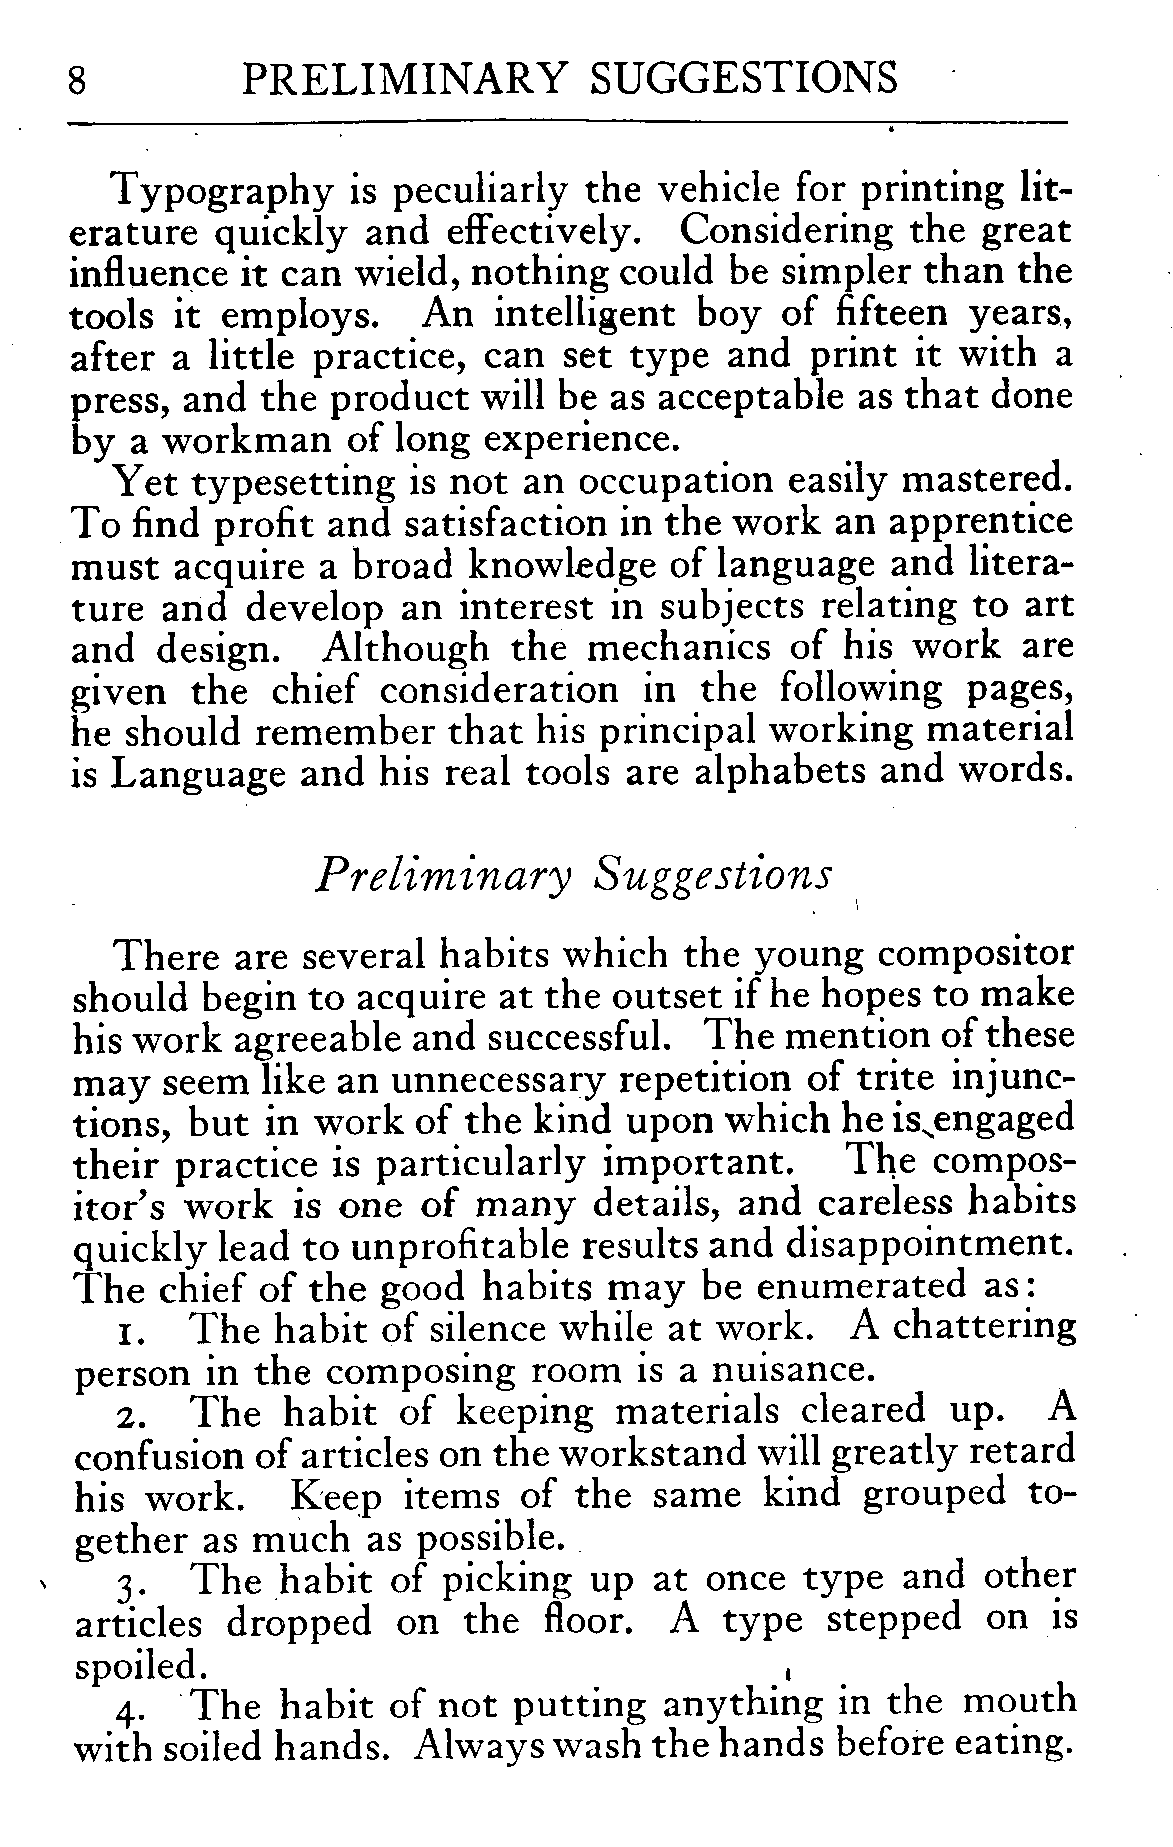 8 PRELIMINARY SUGGESTIONS
Typography is peculiarly the vehicle for printing lit-
erature quickly and effectively. Considering the great
influence it can wield, nothing could be simpler than the
tools it employs. An intelligent boy of fifteen years,
after a little practice, can set type and print it with a
press, and the product will be as acceptable as that done
by a workman of long experience.
Yet typesetting is not an occupation easily mastered.
To find profit and satisfaction in the work an apprentice
must acquire a broad knowledge of language and litera-
ture and develop an interest in subjects relating to art
and design. Although the mechanics of his work are
given the chief consideration in the following pages,
he should remember that his principal working material
is Language and his real tools are alphabets and words.
Preliminary Suggestions
There are several habits which the young compositor
should begin to acquire at the outset if he hopes to make
his work agreeable and successful. The mention of these
may seem like an unnecessary repetition of trite injunc-
tions, but in work of the kind upon which he is engaged
their practice is particularly important. The compos-
itor's work is one of many details, and careless habits
quickly lead to unprofitable results and disappointment.
The chief of the good habits may be enumerated as:
1. The habit of silence while at work. A chattering
person in the composing room is a nuisance.
2. The habit of keeping materials cleared up. A
confusion of articles on the workstand will greatly retard
his work. Keep items of the same kind grouped to-
gether as much as possible.
3. The habit of picking up at once type and other
articles dropped on the floor. A type stepped on is
spoiled.
4. The habit of not putting anything in the mouth
with soiled hands. Always wash the hands before eating.